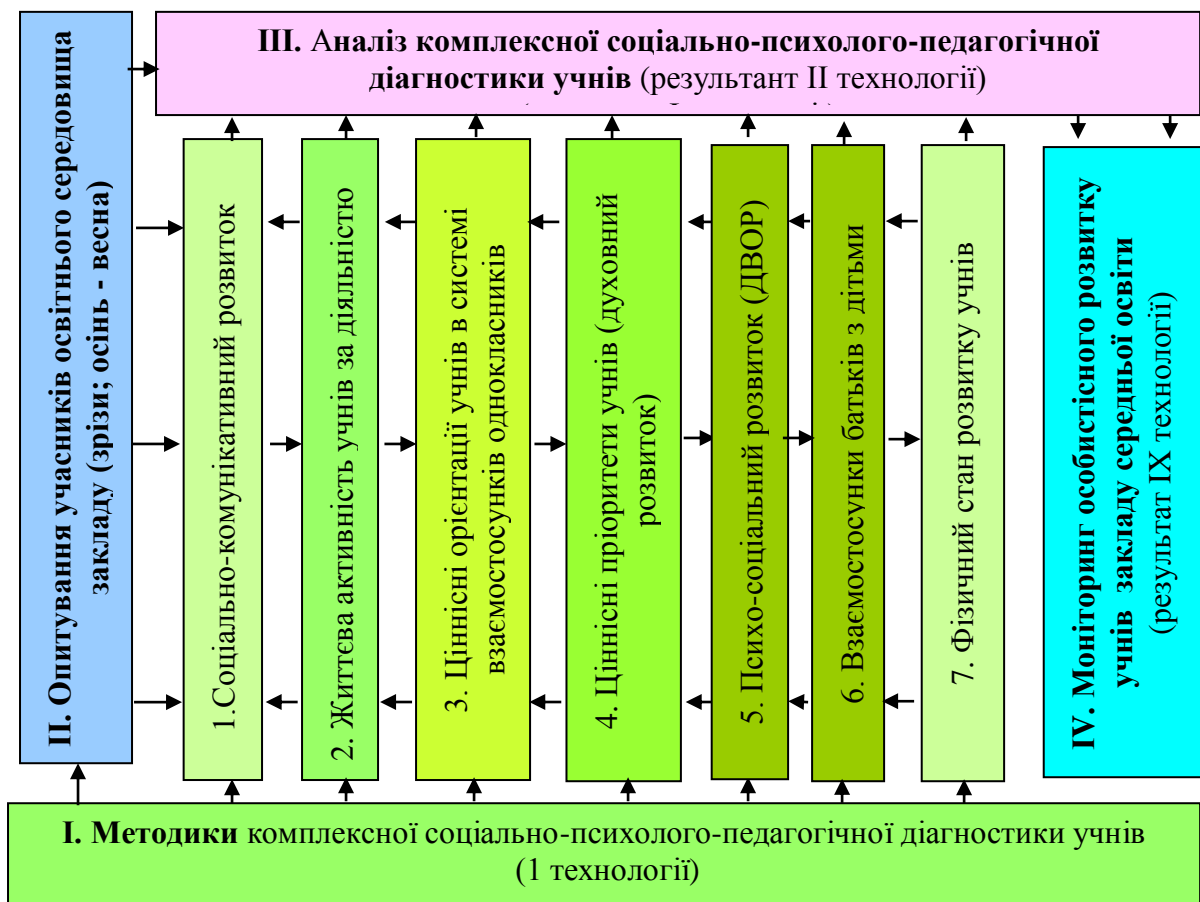 III. Аналіз комплексної соціально-психолого-педагогічної
діагностики учнів (результант ІІ технології)
ІІ. Опитування учасників освітнього середовища
закладу (зрізи; осінь - весна)
1.Соціально-комунікативний розвиток
2. Життєва активність учнів за діяльністю
3. Ціннісні орієнтації учнів в системі
взаємостосунків однокласників
4. Ціннісні пріоритети учнів (духовний
розвиток)
5. Психо-соціальний розвиток (ДВОР)
6. Взаємостосунки батьків з дітьми
7. Фізичний стан розвитку учнів
IV. Моніторинг особистісного розвитку
учнів закладу середньої освіти
(результат ІХ технології)
І. Методики комплексної соціально-психолого-педагогічної діагностики учнів
(1 технології)